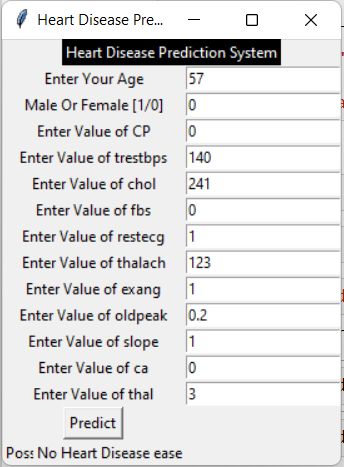 Heart Disease Pre...
Heart Disease Prediction System
Enter Your Age 57
Male Or Female [1/0] 0
Enter Value of CP 0
Enter Value of trestbps 140
Enter Value of chol 241
Enter Value of fbs 0
Enter Value of restecg 1
Enter Value of thalach 123
Enter Value of exang 1
Enter Value of oldpeak 0.2
Enter Value of slope 1
Enter Value of ca 0
Enter Value of thal 3
Predict
No Heart Disease ease